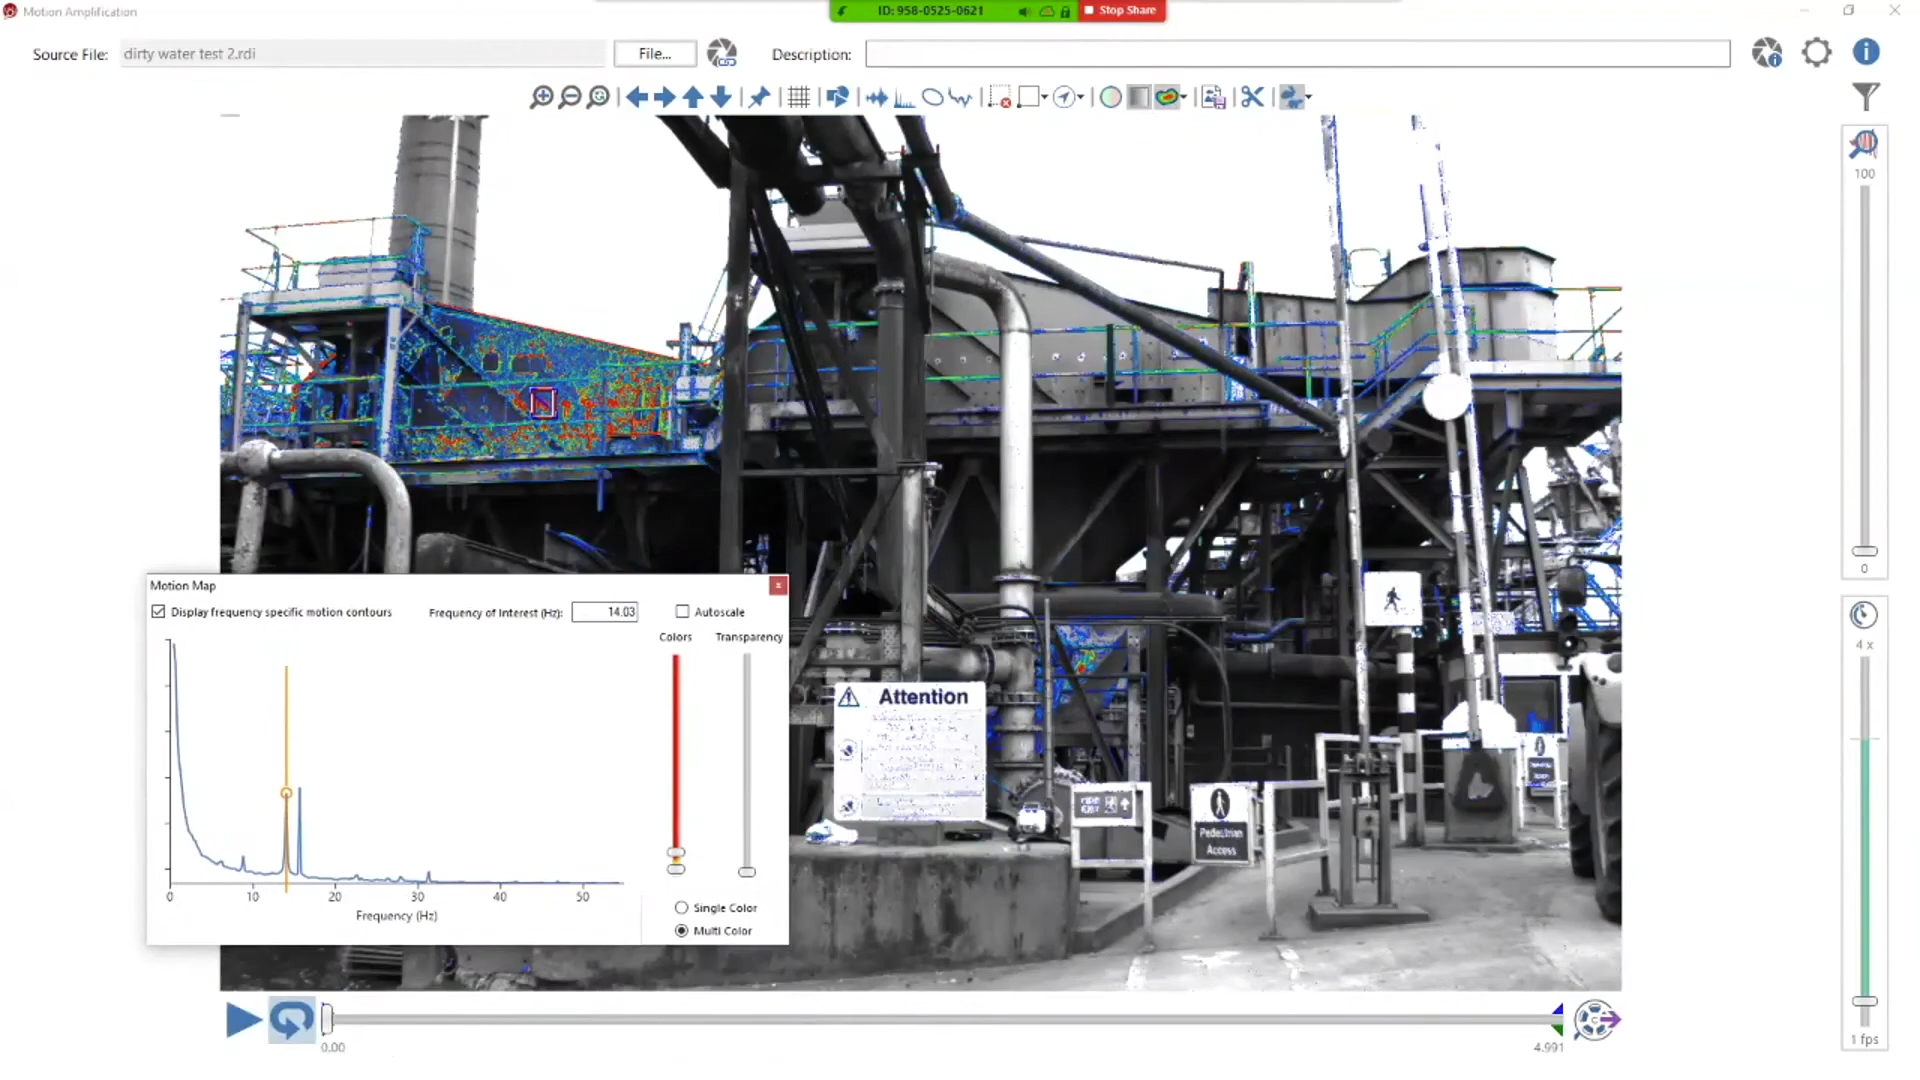 Motion Amplification
ID: 958-0525-0621
Stop Share
Source File: dirty water test 2.rdi
File...
Description:
100
0
4 x
1 fps
Motion Map
x
Display frequency specific motion contours
Frequency of Interest (Hz): 14.03
Autoscale
Colors
Transparency
0 10 20 30 40 50
Frequency (Hz)
Single Color
Multi Color
Attention
Pedestrian
Access
0.00
4.991